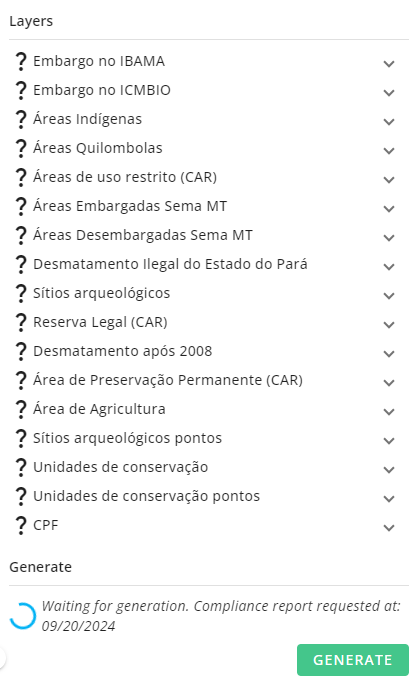 Layers
? Embargo no IBAMA
? Embargo no ICMBIO
? Áreas Indígenas
? Áreas Quilombolas
? Áreas de uso restrito (CAR)
? Áreas Embargadas Sema MT
? Áreas Desembargadas Sema MT
? Desmatamento Ilegal do Estado do Pará
? Sítios arqueológicos
? Reserva Legal (CAR)
? Desmatamento após 2008
? Área de Preservação Permanente (CAR)
? Área de Agricultura
? Sítios arqueológicos pontos
? Unidades de conservação
? Unidades de conservação pontos
? CPF
Generate
Waiting for generation. Compliance report requested at:
09/20/2024
GENERATE